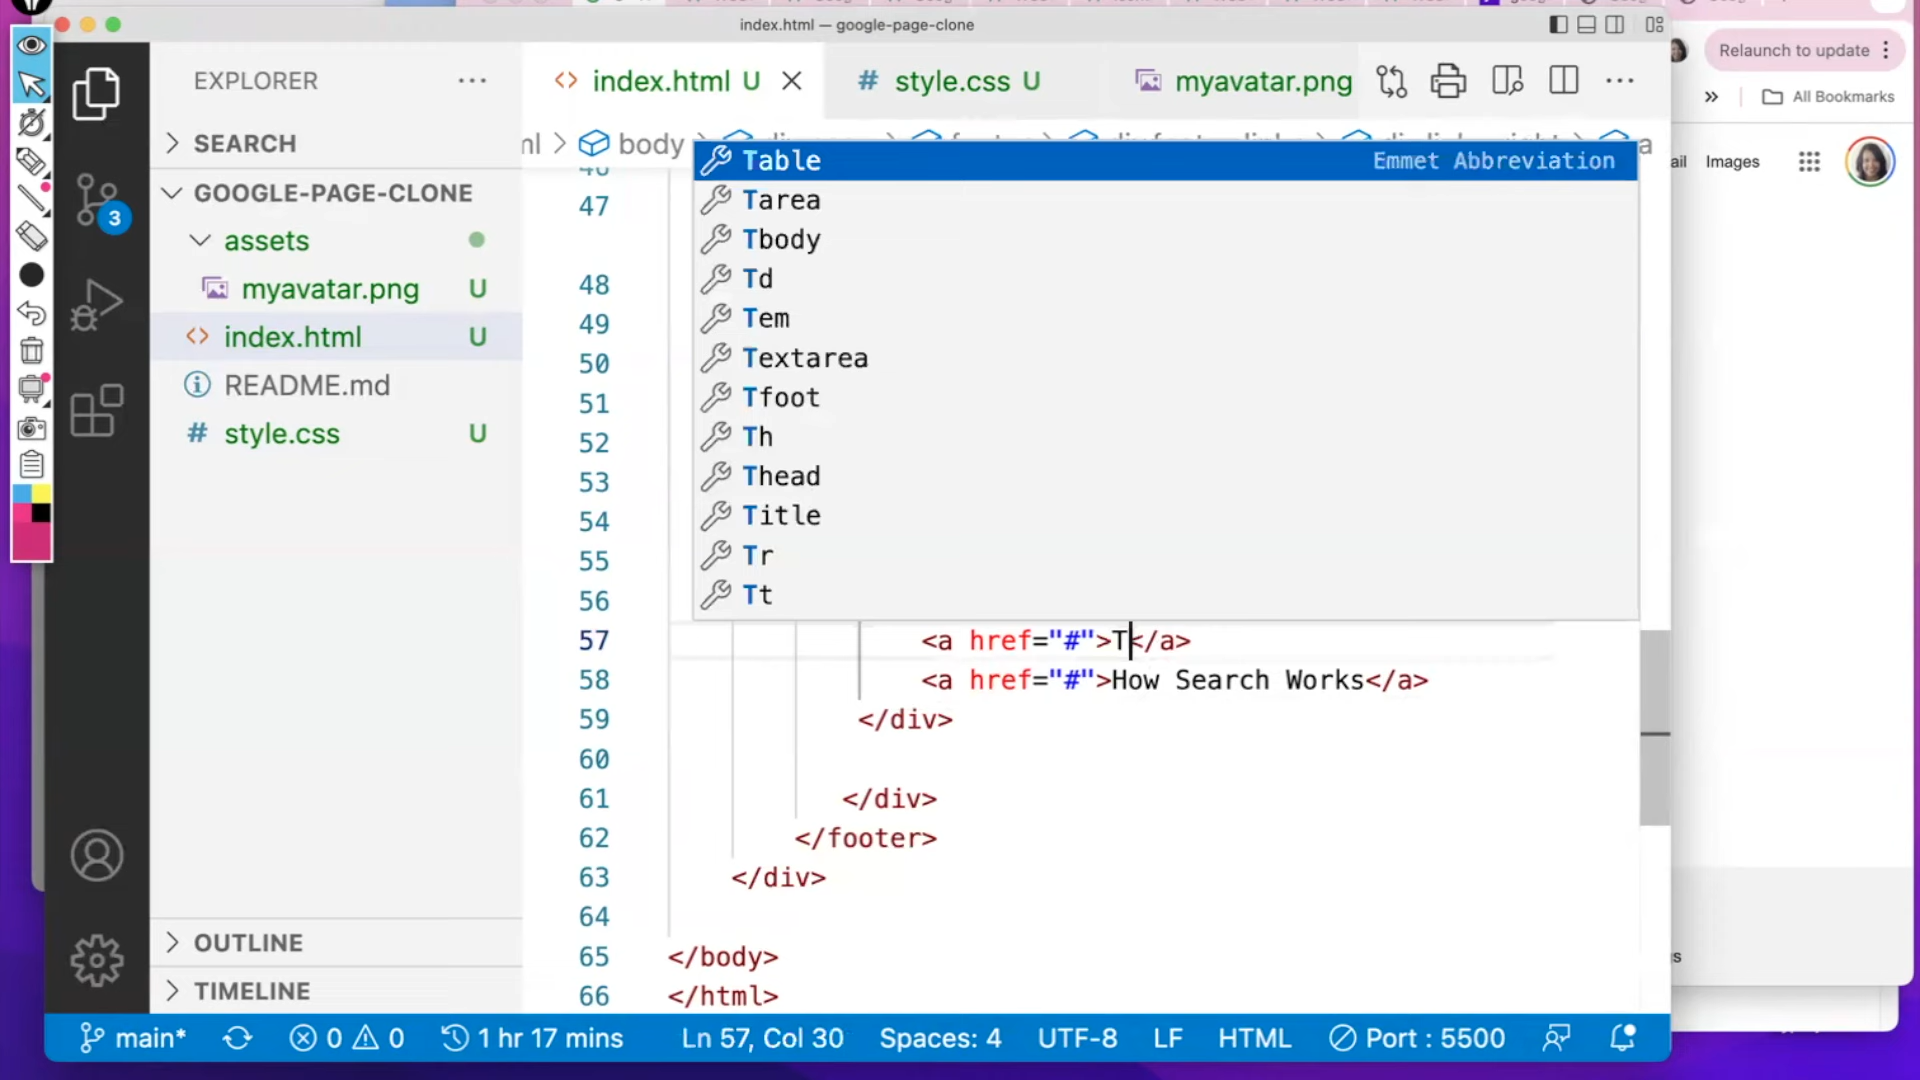 index.html — google-page-clone
Relaunch to update
All Bookmarks
Images
EXPLORER
SEARCH
GOOGLE-PAGE-CLONE
assets
myavatar.png U
index.html U
README.md
style.css U
OUTLINE
TIMELINE
3
index.html U
style.css U
myavatar.png
body
Table Emmet Abbreviation
Tarea
Tbody
Td
Tem
Textarea
Tfoot
Th
Thead
Title
Tr
Tt
47
48
49
50
51
52
53
54
55
56
57 <a href="#">T</a>
58 <a href="#">How Search Works</a>
59 </div>
60
61 </div>
62 </footer>
63 </div>
64
65 </body>
66 </html>
main* 0 0 1 hr 17 mins Ln 57, Col 30 Spaces: 4 UTF-8 LF HTML Port : 5500